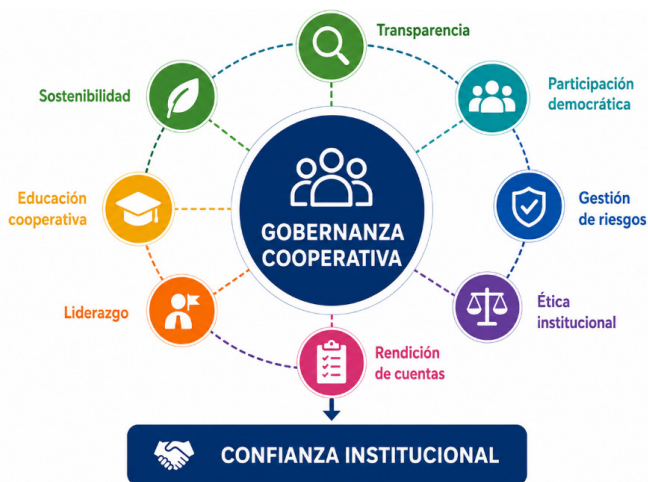 Transparencia
Participación
democrática
Gestión
de riesgos
Ética
institucional
Rendición
de cuentas
Liderazgo
Educación
cooperativa
Sostenibilidad
GOBERNANZA
COOPERATIVA
CONFIANZA INSTITUCIONAL